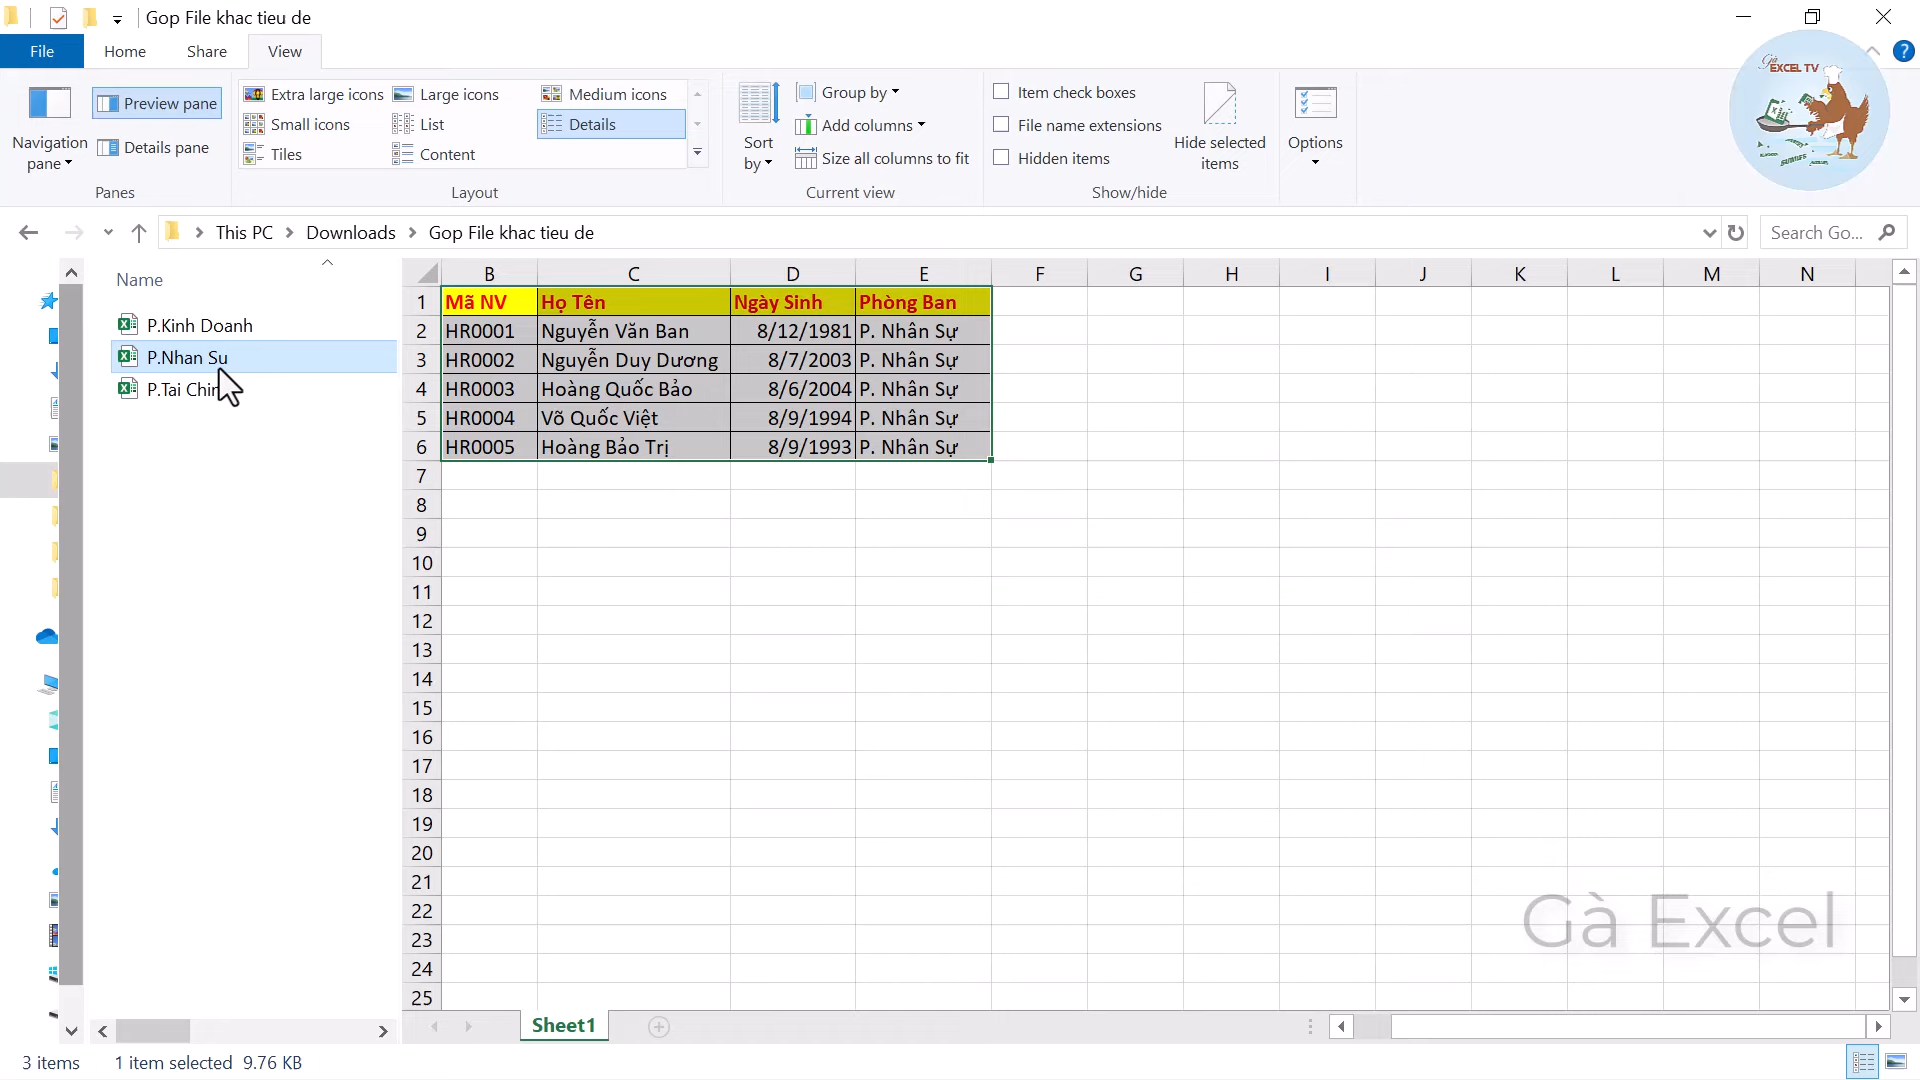 Gop File khac tieu de
File Home Share View
Navigation pane
Preview pane
Details pane
Panes
Extra large icons Large icons Medium icons
Small icons List Details
Tiles Content
Layout
Sort by
Group by
Add columns
Size all columns to fit
Current view
Item check boxes
File name extensions
Hidden items
Hide selected items
Show/hide
Options
Gà
EXCEL TV
This PC Downloads Gop File khac tieu de
Search Go...
Name
P.Kinh Doanh
P.Nhan Su
P.Tai Chin
B C D E F G H I J K L M N
1 Mã NV Họ Tên Ngày Sinh Phòng Ban
2 HR0001 Nguyễn Văn Ban 8/12/1981 P. Nhân Sự
3 HR0002 Nguyễn Duy Dương 8/7/2003 P. Nhân Sự
4 HR0003 Hoàng Quốc Bảo 8/6/2004 P. Nhân Sự
5 HR0004 Võ Quốc Việt 8/9/1994 P. Nhân Sự
6 HR0005 Hoàng Bảo Trị 8/9/1993 P. Nhân Sự
7
8
9
10
11
12
13
14
15
16
17
18
19
20
21
22
23
24
25
Gà Excel
Sheet1
3 items 1 item selected 9.76 KB